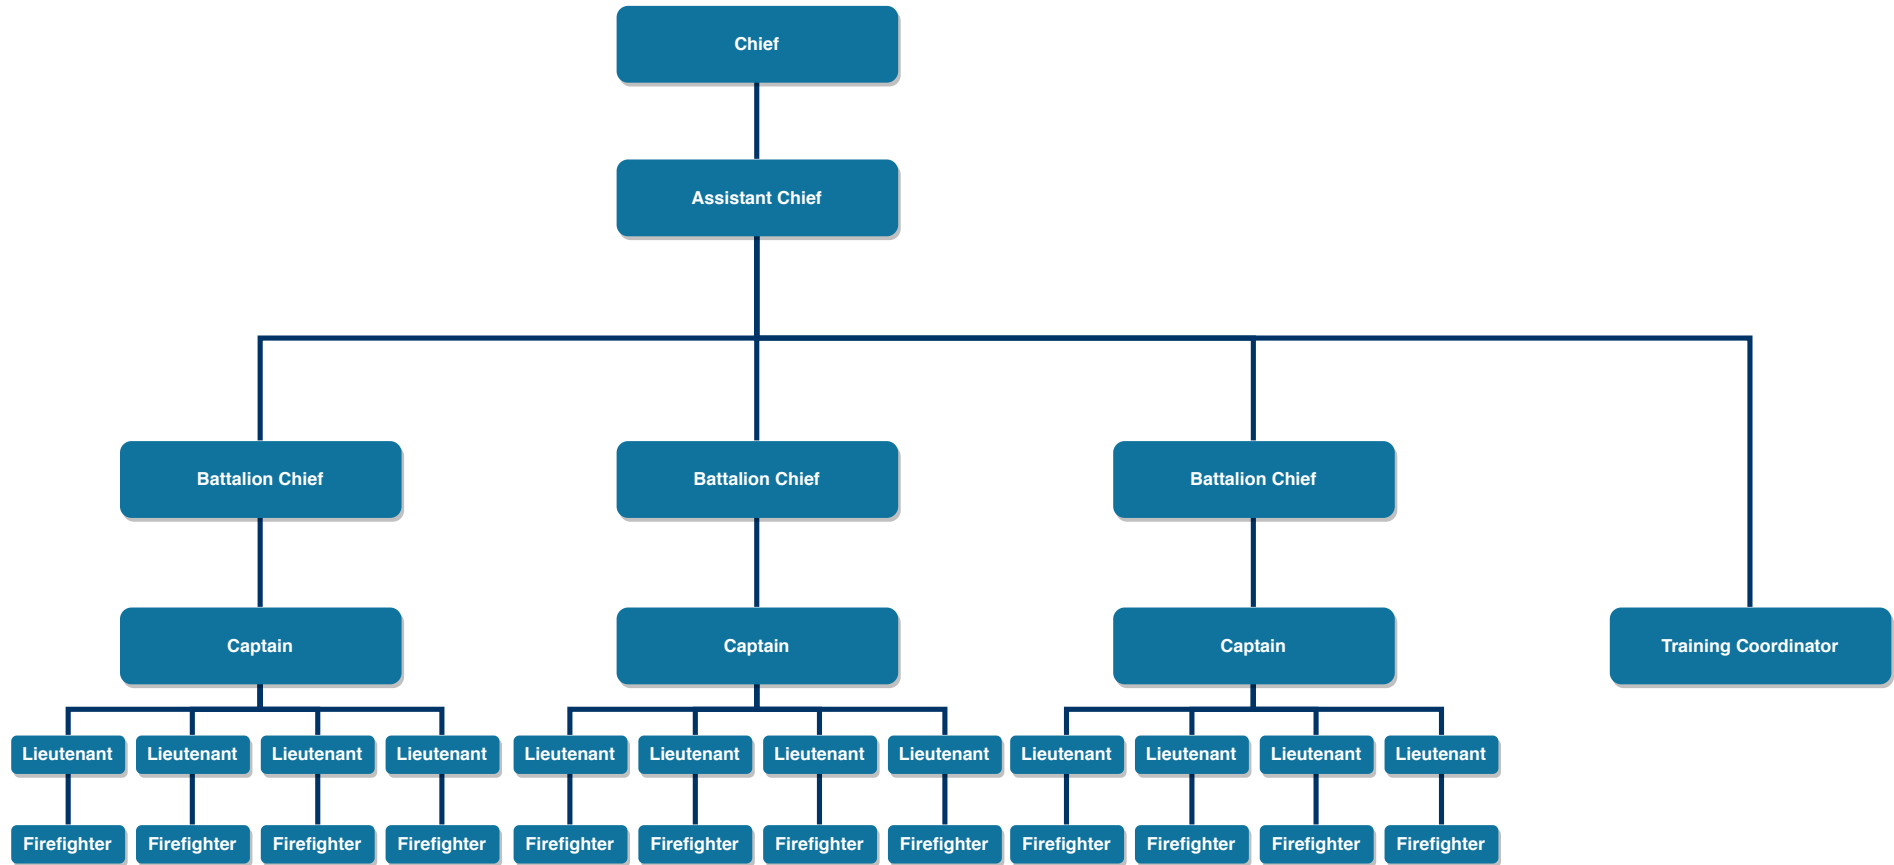 Chief
Assistant Chief
Battalion Chief
Battalion Chief
Battalion Chief
Captain
Captain
Captain
Training Coordinator
Lieutenant
Lieutenant
Lieutenant
Lieutenant
Lieutenant
Lieutenant
Lieutenant
Lieutenant
Lieutenant
Lieutenant
Lieutenant
Lieutenant
Firefighter
Firefighter
Firefighter
Firefighter
Firefighter
Firefighter
Firefighter
Firefighter
Firefighter
Firefighter
Firefighter
Firefighter